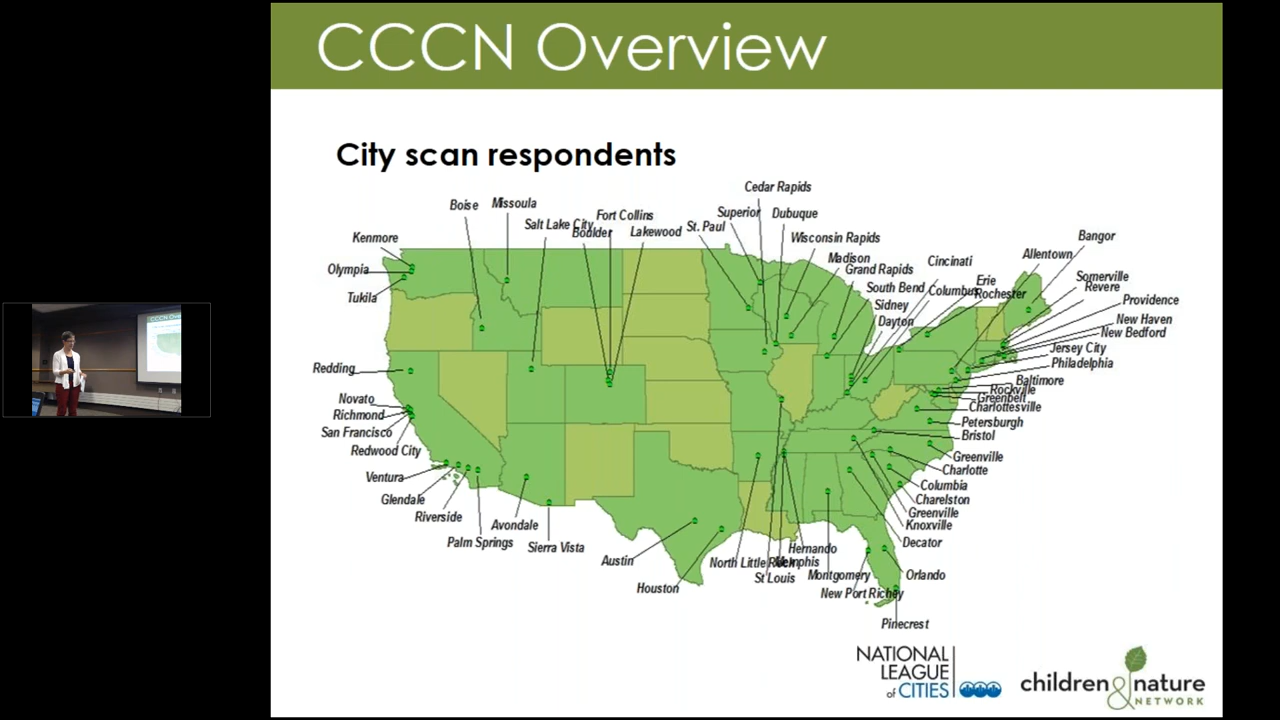 CCCN Overview
City scan respondents
Cedar Rapids
Boise
Missoula
Salt Lake City
Fort Collins
Boulder
Lakewood
St. Paul
Superior
Dubuque
Wisconsin Rapids
Madison
Grand Rapids
South Bend
Sidney
Dayton
Cincinati
Columbus
Erie
Rochester
Allentown
Bangor
Somerville
Revere
Providence
New Haven
New Bedford
Jersey City
Philadelphia
Baltimore
Rockville
Greenbelt
Charlottesville
Petersburgh
Bristol
Greenville
Charlotte
Columbia
Charelston
Greenville
Knoxville
Decator
Orlando
Kenmore
Olympia
Tukila
Redding
Novato
Richmond
San Francisco
Redwood City
Ventura
Glendale
Riverside
Palm Springs
Avondale
Sierra Vista
Austin
Houston
North Little Rock
Hernando
Memphis
St Louis
Montgomery
New Port Richey
Pinecrest
NATIONAL
LEAGUE
of CITIES
children & nature
NETWORK